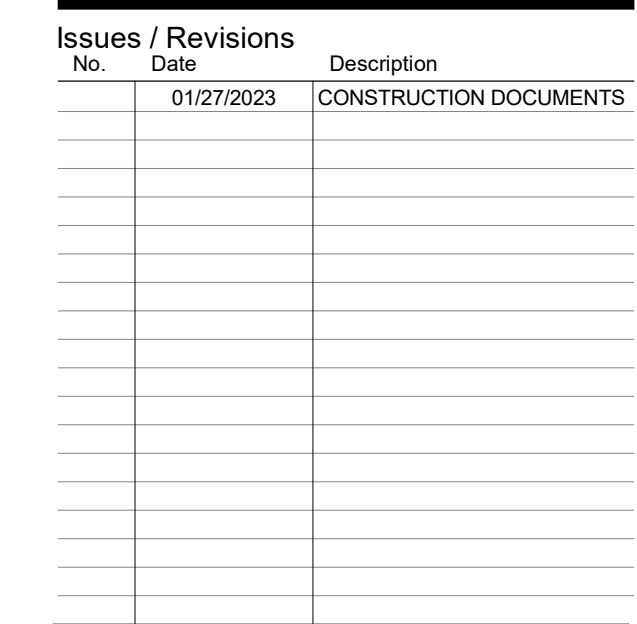 Issues / Revisions
No. Date Description
01/27/2023 CONSTRUCTION DOCUMENTS